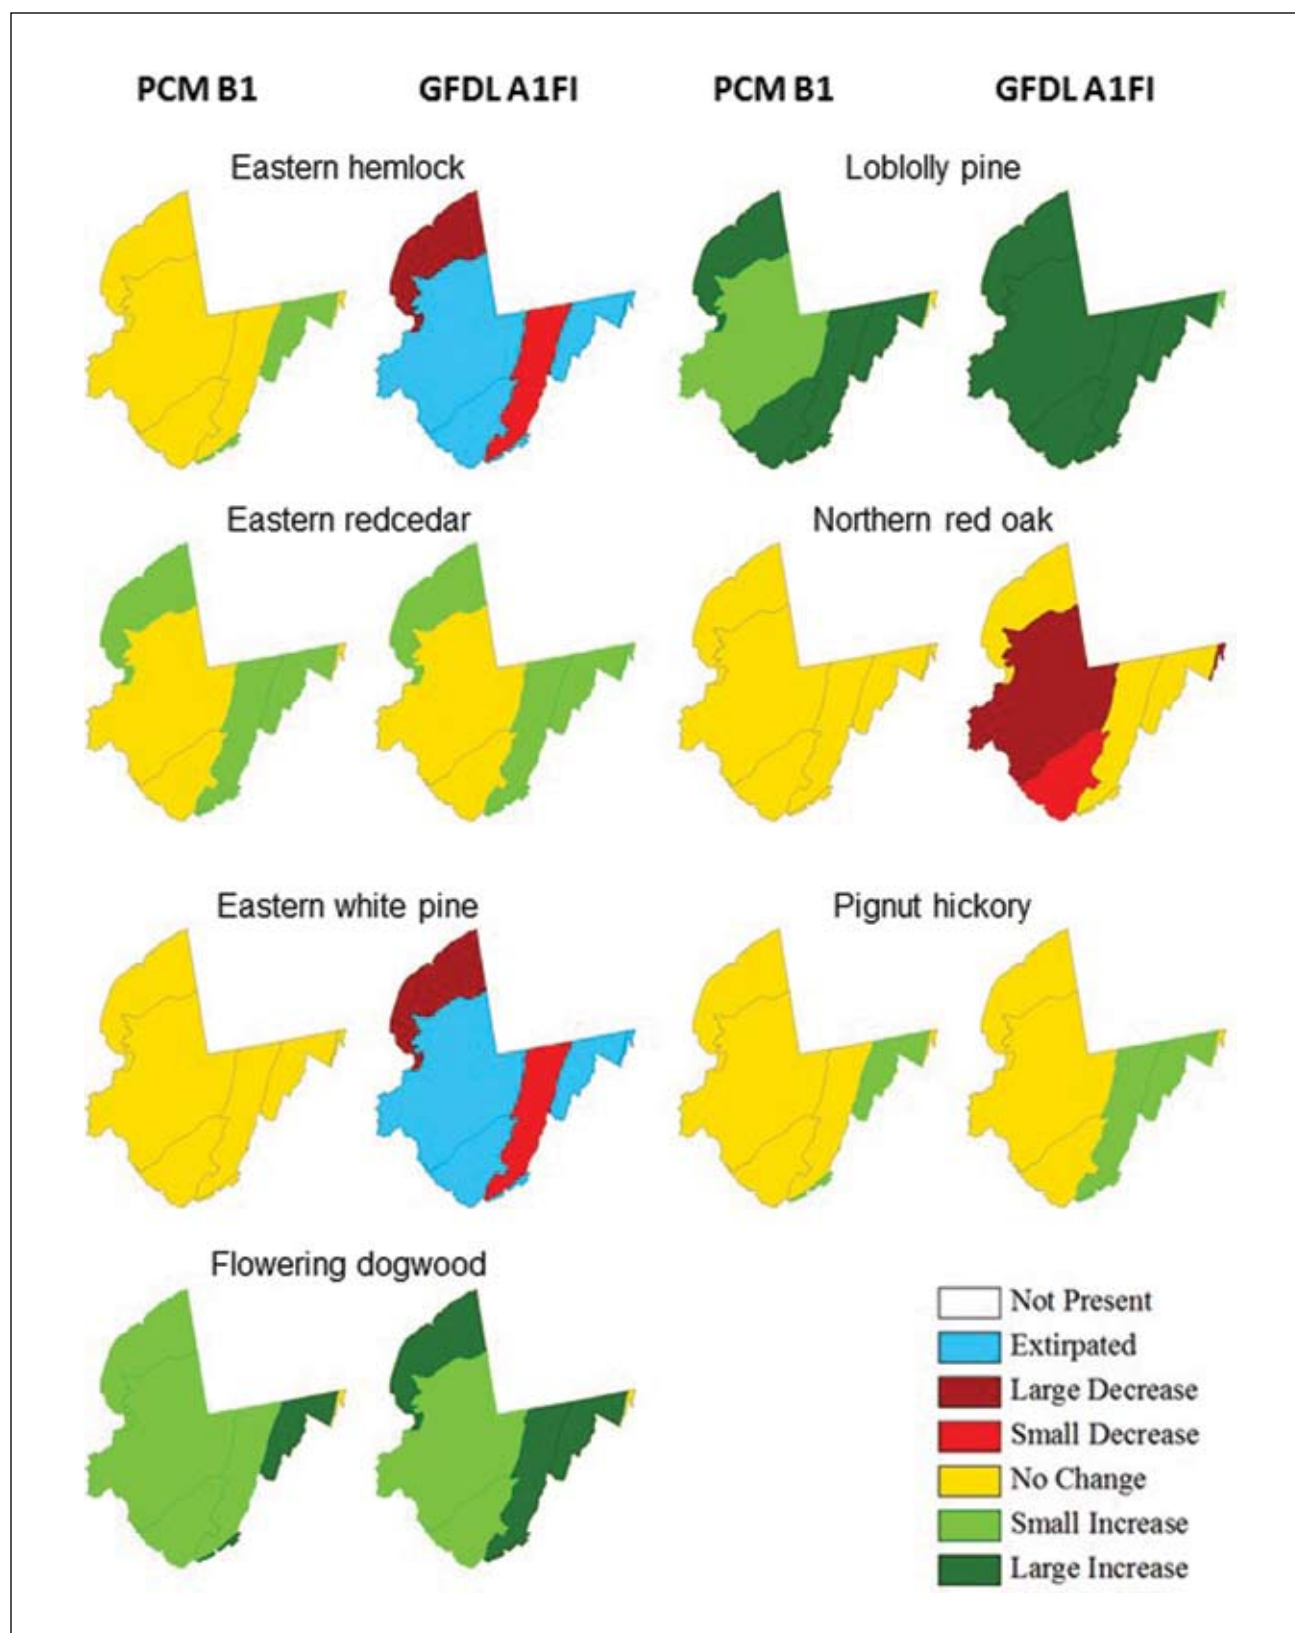 PCM B1 GFDL A1FI PCM B1 GFDL A1FI
Eastern hemlock Loblolly pine
Eastern redcedar Northern red oak
Eastern white pine Pignut hickory
Flowering dogwood
Not Present
Extirpated
Large Decrease
Small Decrease
No Change
Small Increase
Large Increase